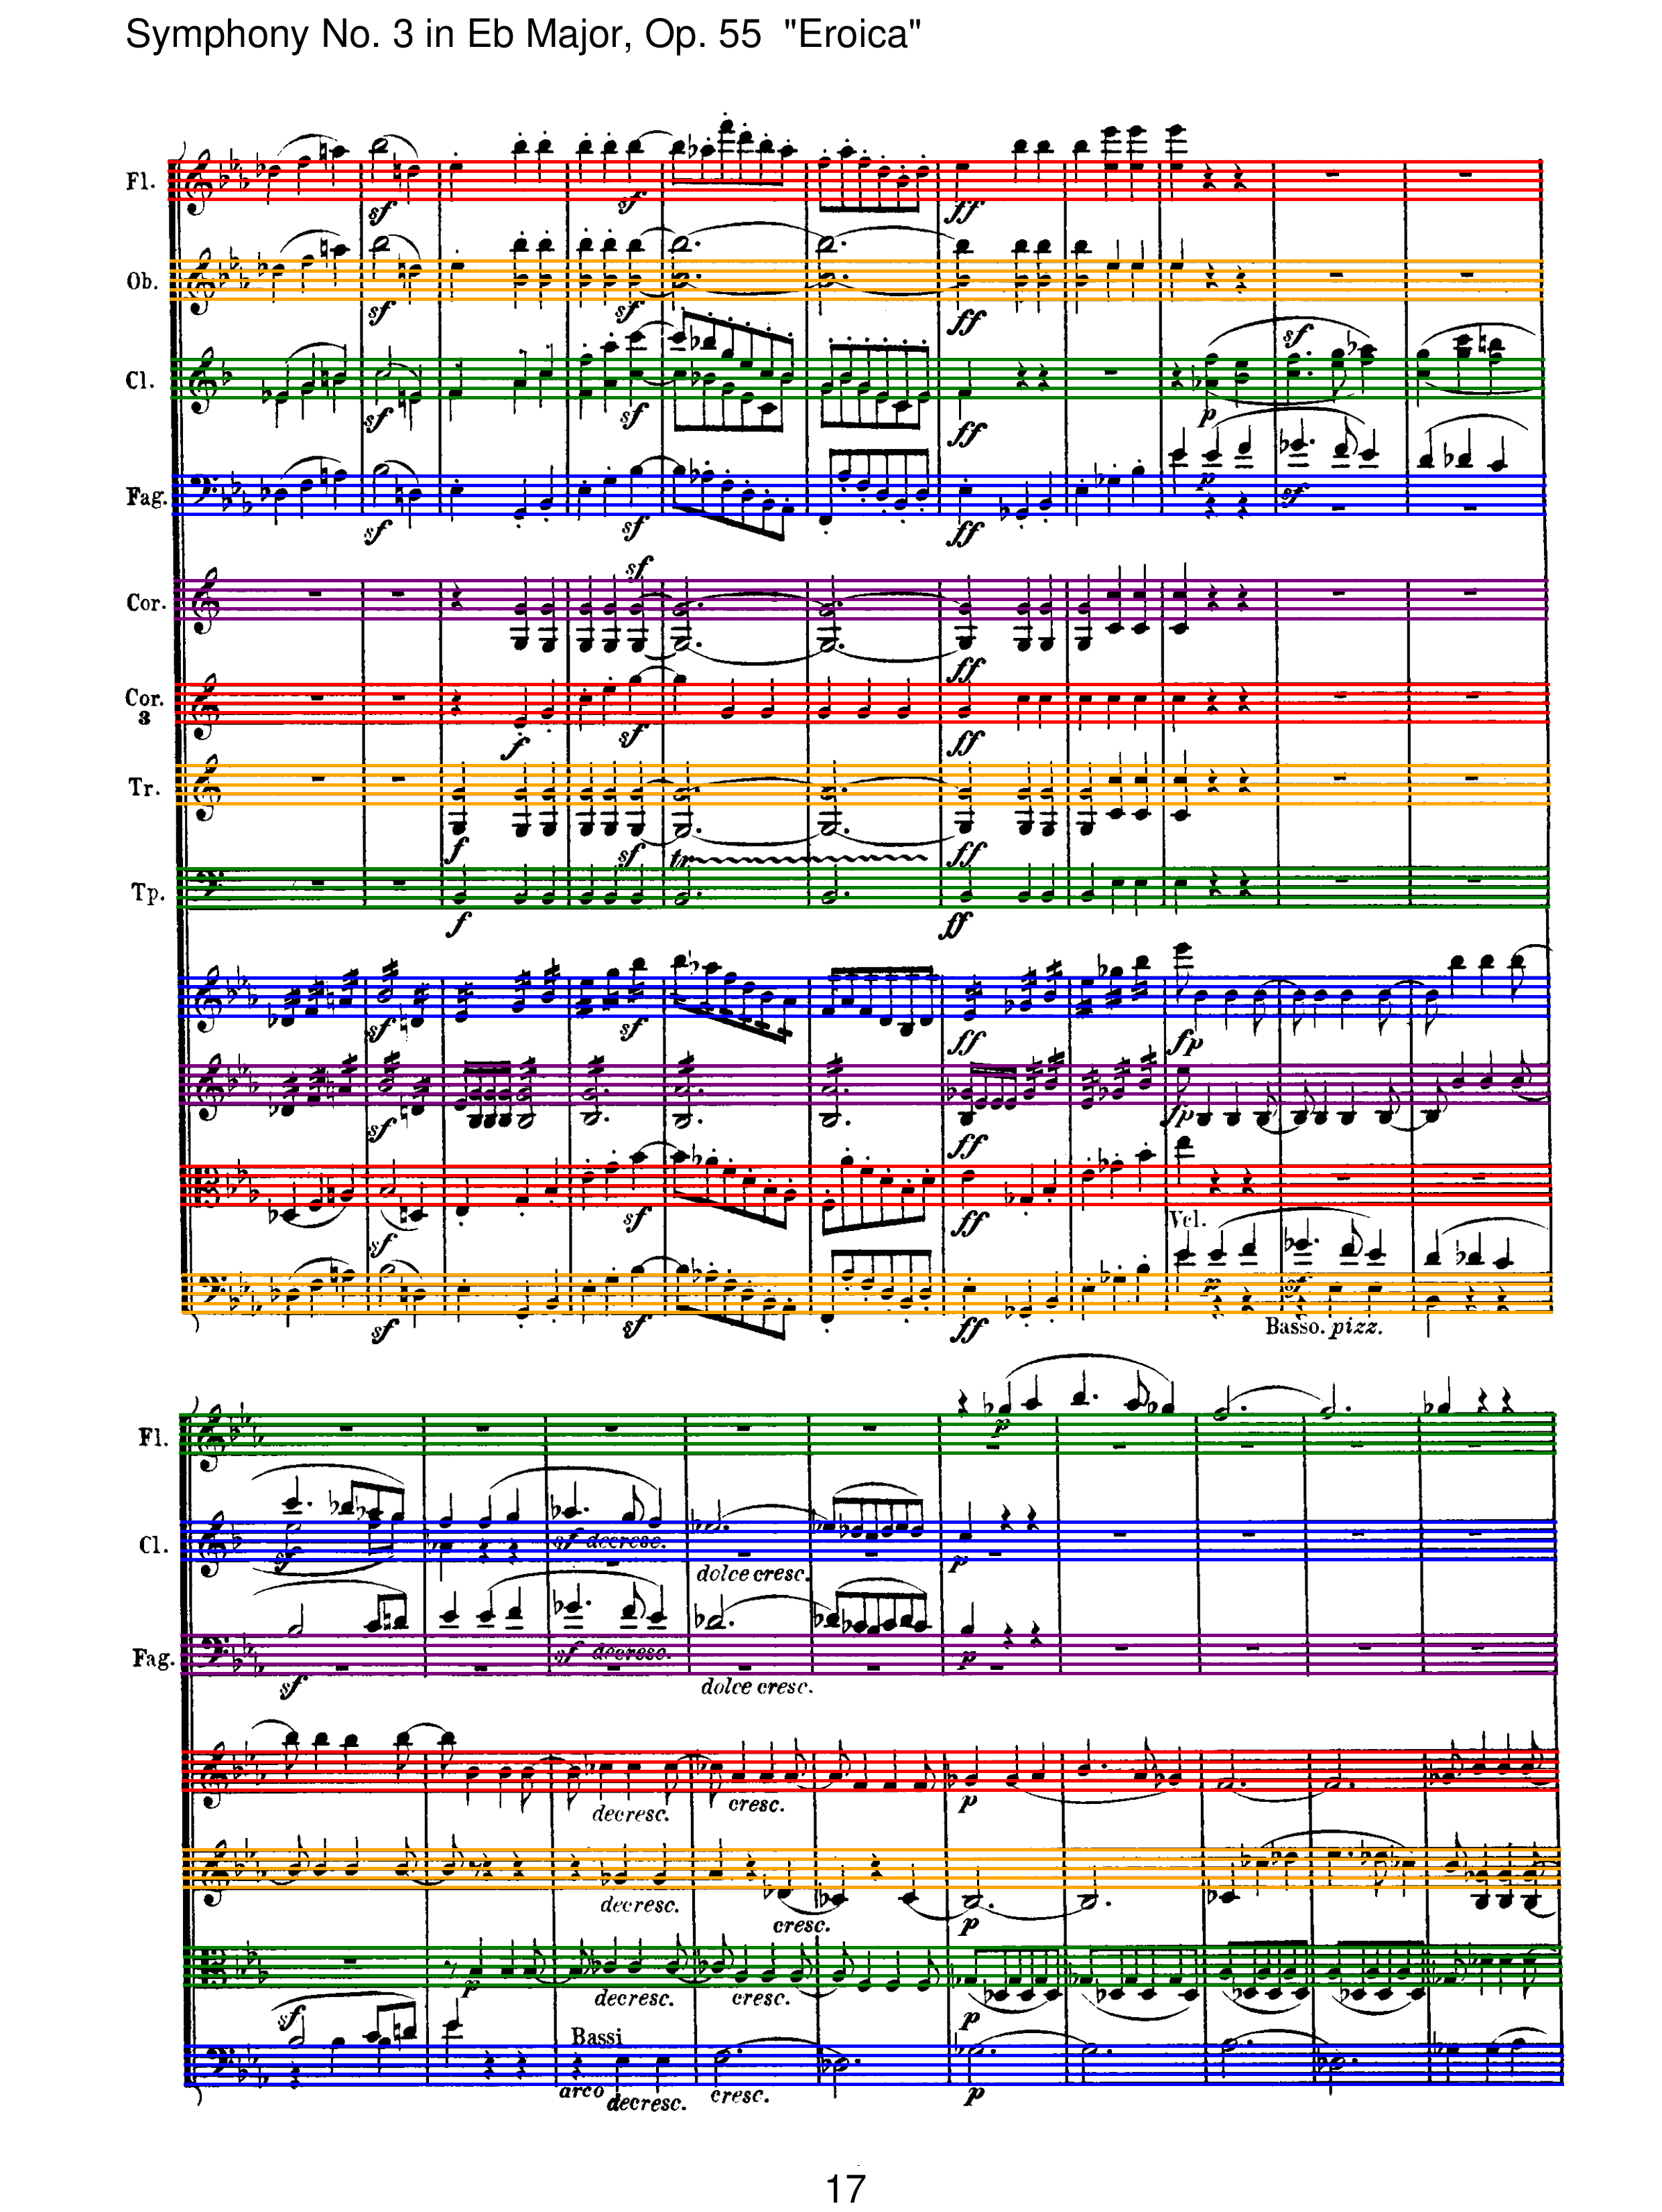 Symphony No. 3 in Eb Major, Op. 55 "Eroica"
Fl.
sf sf ff
Ob.
sf sf ff
sf
Cl.
sf sf ff p
Fag.
sf sf ff p sf
sf
Cor.
ff
Cor.
3
f sf ff
Tr.
f sf ff
tr
Tp.
f ff
sf sf ff fp
sf ff fp
sf sf ff
Vcl.
p sf
sf sf ff
Basso. pizz.
Fl.
p
Cl.
sf sf decresc.
dolce cresc.
p
Fag.
sf sf decresc.
dolce cresc.
p
decresc. cresc. p
decresc. cresc. p
p decresc. cresc. p
sf
Bassi
arco decresc. cresc. p
17